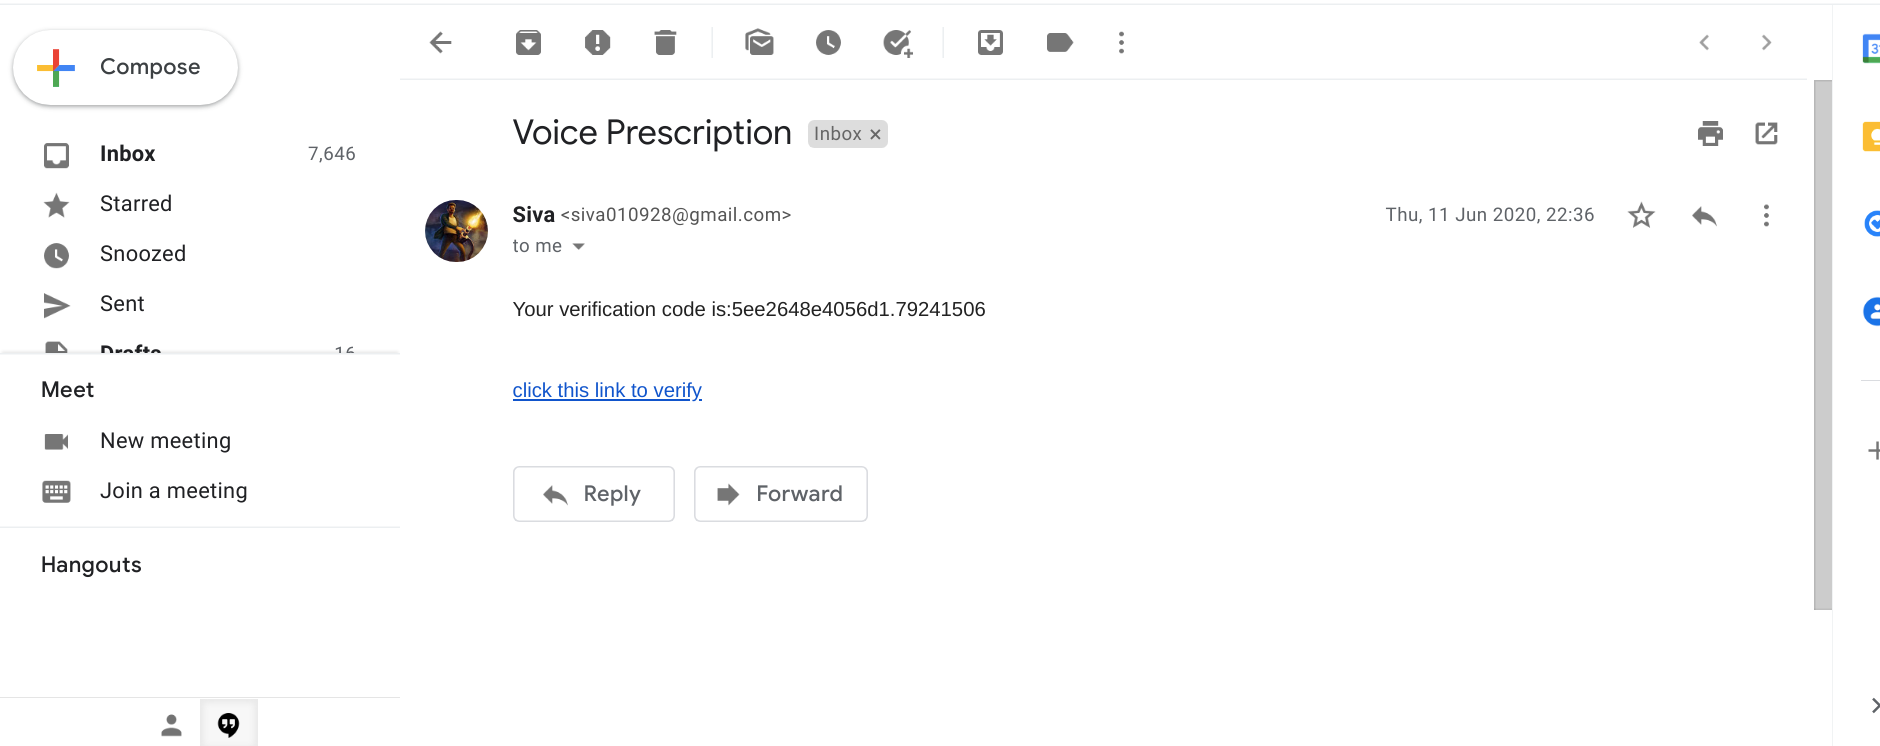 Compose
Inbox 7,646
Starred
Snoozed
Sent
Drafts 16
Meet
New meeting
Join a meeting
Hangouts
Voice Prescription Inbox ×
Siva <siva010928@gmail.com> Thu, 11 Jun 2020, 22:36
to me
Your verification code is:5ee2648e4056d1.79241506
click this link to verify
Reply Forward